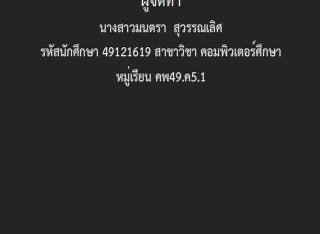 ผู้จัดทำ
นางสาวมนตรา สุวรรณเลิศ
รหัสนักศึกษา 49121619 สาขาวิชา คอมพิวเตอร์ศึกษา
หมู่เรียน คพ49.ค5.1